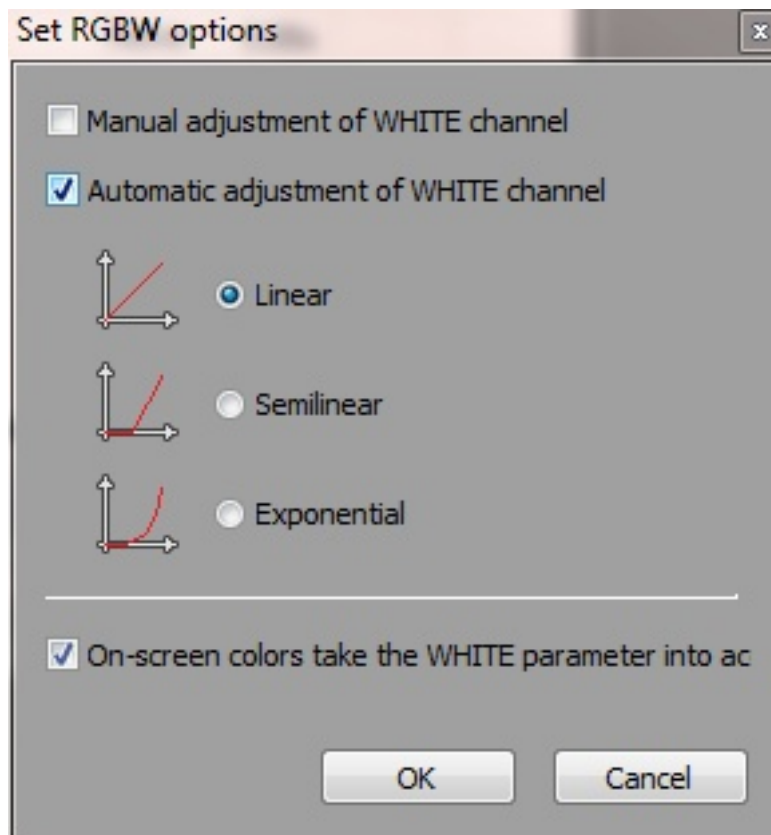 Set RGBW options
x
Manual adjustment of WHITE channel
Automatic adjustment of WHITE channel
Linear
Semilinear
Exponential
On-screen colors take the WHITE parameter into ac
OK
Cancel